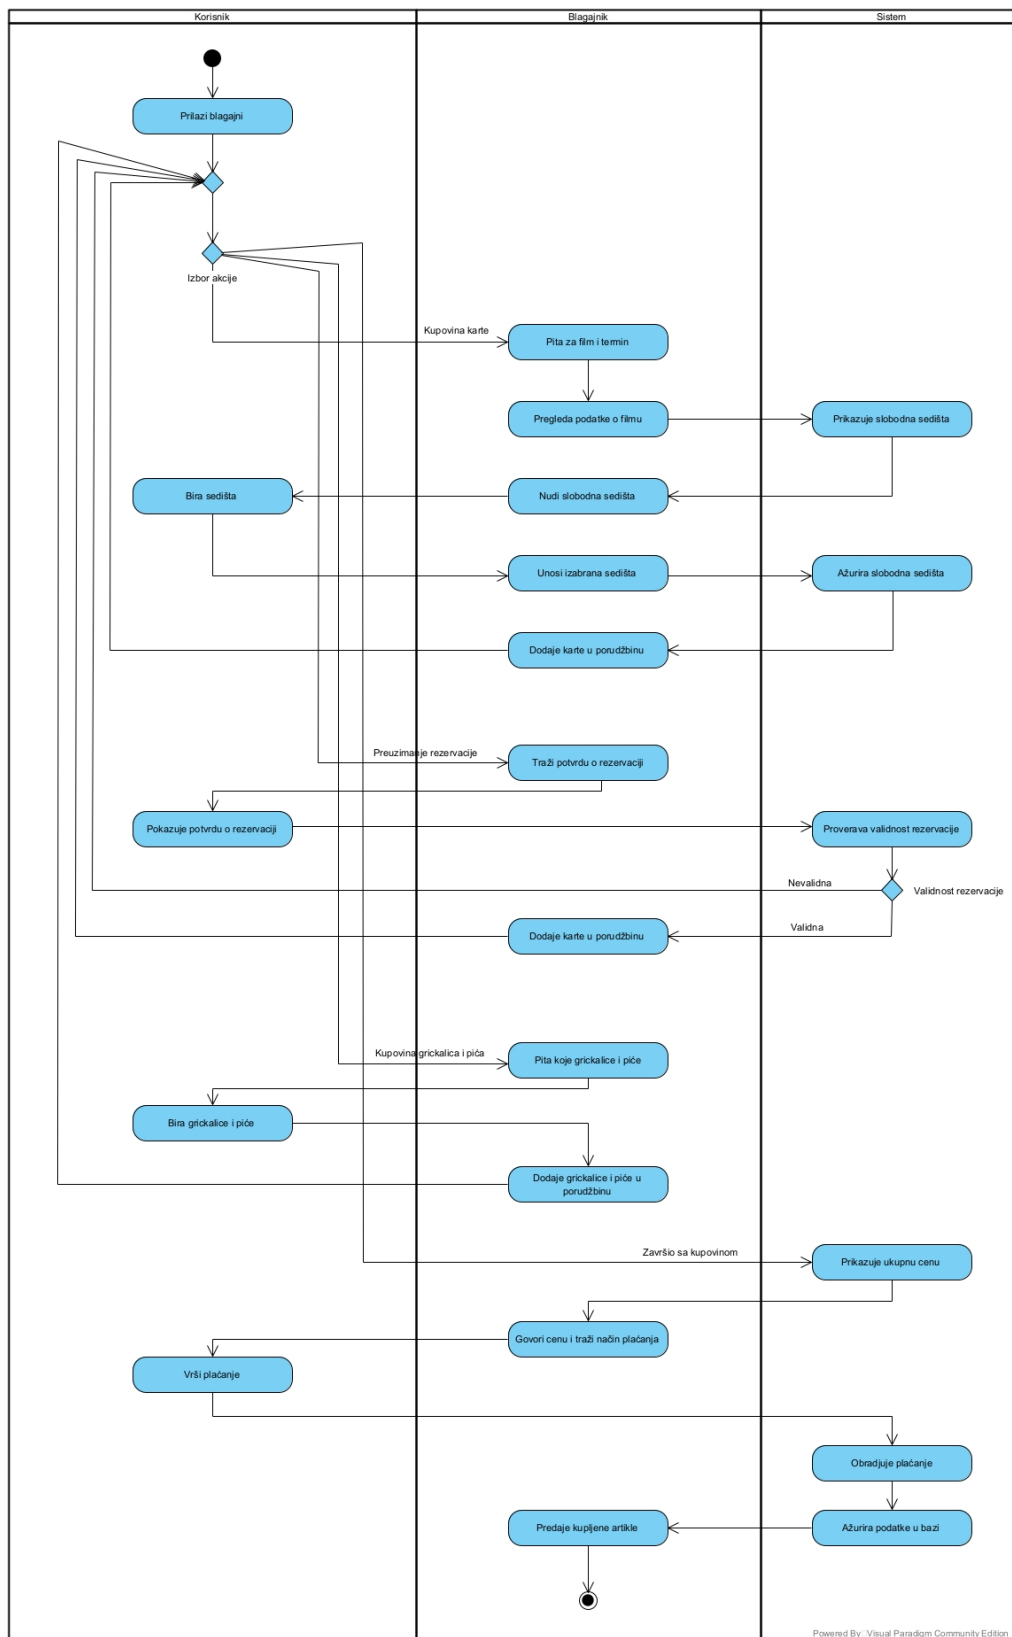 Korisnik
Blagajnik
Sistem
Prilazi blagajni
Izbor akcije
Kupovina karte
Pita za film i termin
Pregleda podatke o filmu
Prikazuje slobodna sedišta
Bira sedišta
Nudi slobodna sedišta
Unosi izabrana sedišta
Ažurira slobodna sedišta
Dodaje karte u porudžbinu
Preuzimanje rezervacije
Traži potvrdu o rezervaciji
Pokazuje potvrdu o rezervaciji
Proverava validnost rezervacije
Nevalidna
Validnost rezervacije
Dodaje karte u porudžbinu
Validna
Kupovina grickalica i pića
Pita koje grickalice i piće
Bira grickalice i piće
Dodaje grickalice i piće u
porudžbinu
Završio sa kupovinom
Prikazuje ukupnu cenu
Govori cenu i traži način plaćanja
Vrši plaćanje
Obradjuje plaćanje
Predaje kupljene artikle
Ažurira podatke u bazi
Powered By Visual Paradigm Community Edition